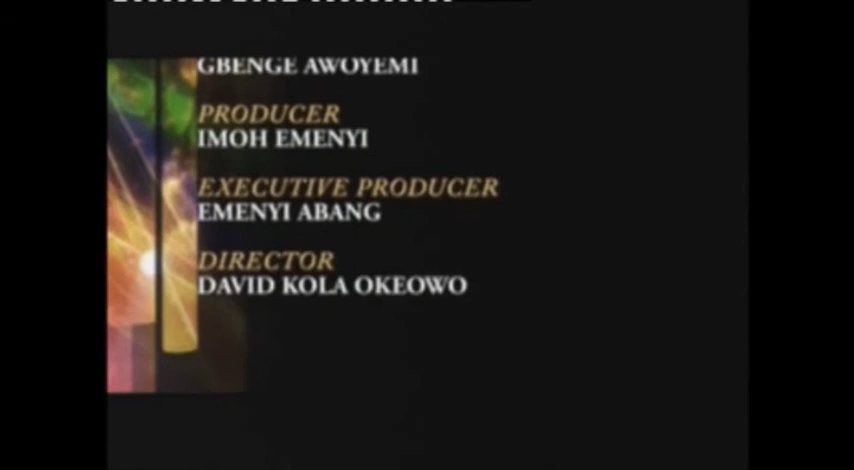 GBENGE AWOYEMI
PRODUCER
IMOH EMENYI
EXECUTIVE PRODUCER
EMENYI ABANG
DIRECTOR
DAVID KOLA OKEOWO